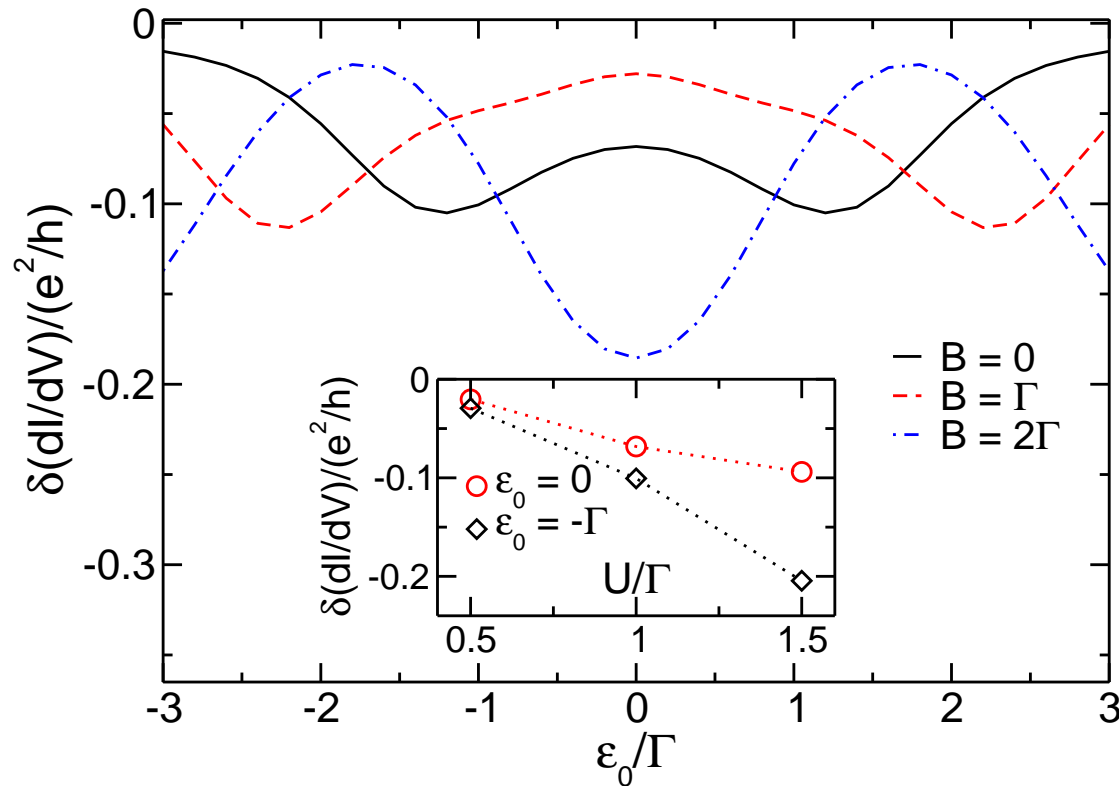 0
-0.1
-0.2
-0.3
δ(dI/dV)/(e²/h)
-3
-2
-1
0
1
2
3
ε₀/Γ
B = 0
B = Γ
B = 2Γ
0
-0.1
-0.2
δ(dI/dV)/(e²/h)
ε₀ = 0
ε₀ = -Γ
U/Γ
0.5
1
1.5